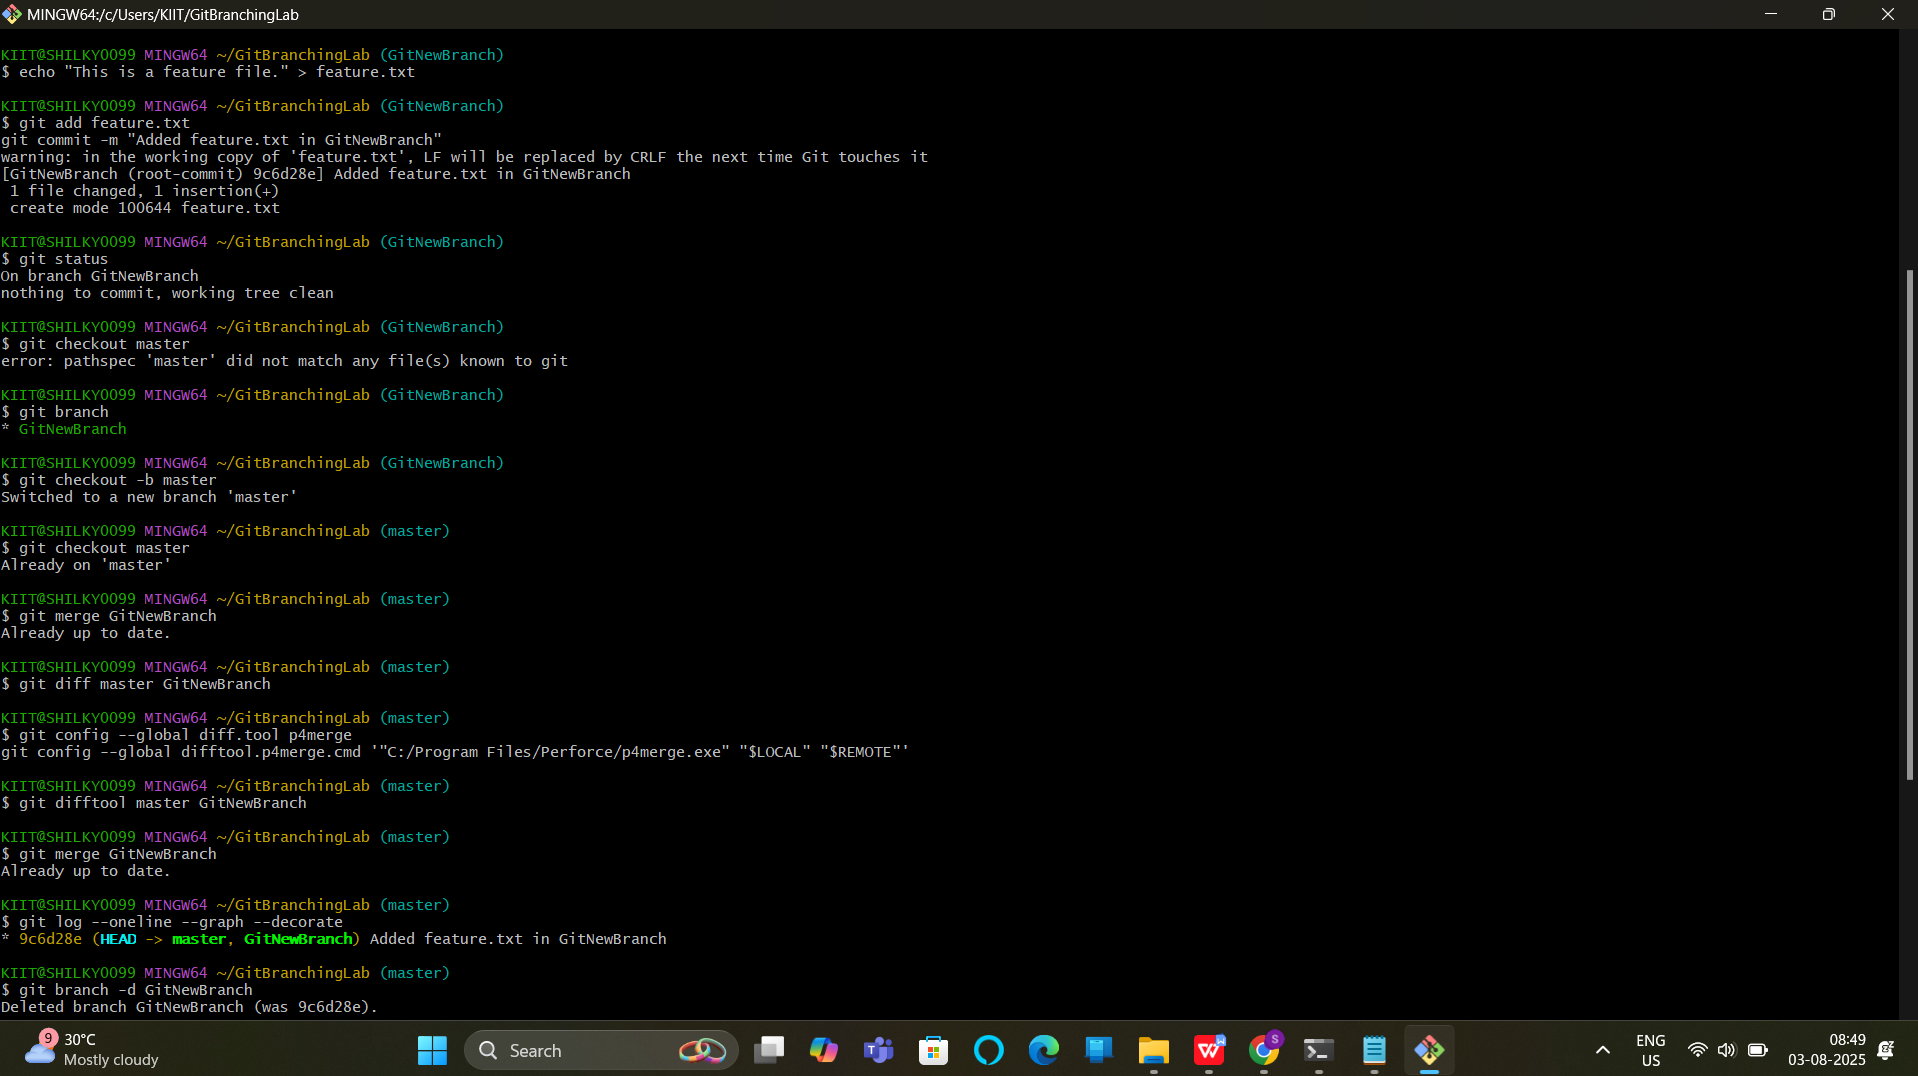 MINGW64:/c/Users/KIIT/GitBranchingLab
KIIT@SHILKY0099 MINGW64 ~/GitBranchingLab (GitNewBranch)
$ echo "This is a feature file." > feature.txt
KIIT@SHILKY0099 MINGW64 ~/GitBranchingLab (GitNewBranch)
$ git add feature.txt
git commit -m "Added feature.txt in GitNewBranch"
warning: in the working copy of 'feature.txt', LF will be replaced by CRLF the next time Git touches it
[GitNewBranch (root-commit) 9c6d28e] Added feature.txt in GitNewBranch
1 file changed, 1 insertion(+)
create mode 100644 feature.txt
KIIT@SHILKY0099 MINGW64 ~/GitBranchingLab (GitNewBranch)
$ git status
On branch GitNewBranch
nothing to commit, working tree clean
KIIT@SHILKY0099 MINGW64 ~/GitBranchingLab (GitNewBranch)
$ git checkout master
error: pathspec 'master' did not match any file(s) known to git
KIIT@SHILKY0099 MINGW64 ~/GitBranchingLab (GitNewBranch)
$ git branch
* GitNewBranch
KIIT@SHILKY0099 MINGW64 ~/GitBranchingLab (GitNewBranch)
$ git checkout -b master
Switched to a new branch 'master'
KIIT@SHILKY0099 MINGW64 ~/GitBranchingLab (master)
$ git checkout master
Already on 'master'
KIIT@SHILKY0099 MINGW64 ~/GitBranchingLab (master)
$ git merge GitNewBranch
Already up to date.
KIIT@SHILKY0099 MINGW64 ~/GitBranchingLab (master)
$ git diff master GitNewBranch
KIIT@SHILKY0099 MINGW64 ~/GitBranchingLab (master)
$ git config --global diff.tool p4merge
git config --global difftool.p4merge.cmd '"C:/Program Files/Perforce/p4merge.exe" "$LOCAL" "$REMOTE"'
KIIT@SHILKY0099 MINGW64 ~/GitBranchingLab (master)
$ git difftool master GitNewBranch
KIIT@SHILKY0099 MINGW64 ~/GitBranchingLab (master)
$ git merge GitNewBranch
Already up to date.
KIIT@SHILKY0099 MINGW64 ~/GitBranchingLab (master)
$ git log --oneline --graph --decorate
* 9c6d28e (HEAD -> master, GitNewBranch) Added feature.txt in GitNewBranch
KIIT@SHILKY0099 MINGW64 ~/GitBranchingLab (master)
$ git branch -d GitNewBranch
Deleted branch GitNewBranch (was 9c6d28e).
9
30°C
Mostly cloudy
Search
S
ENG
US
08:49
03-08-2025